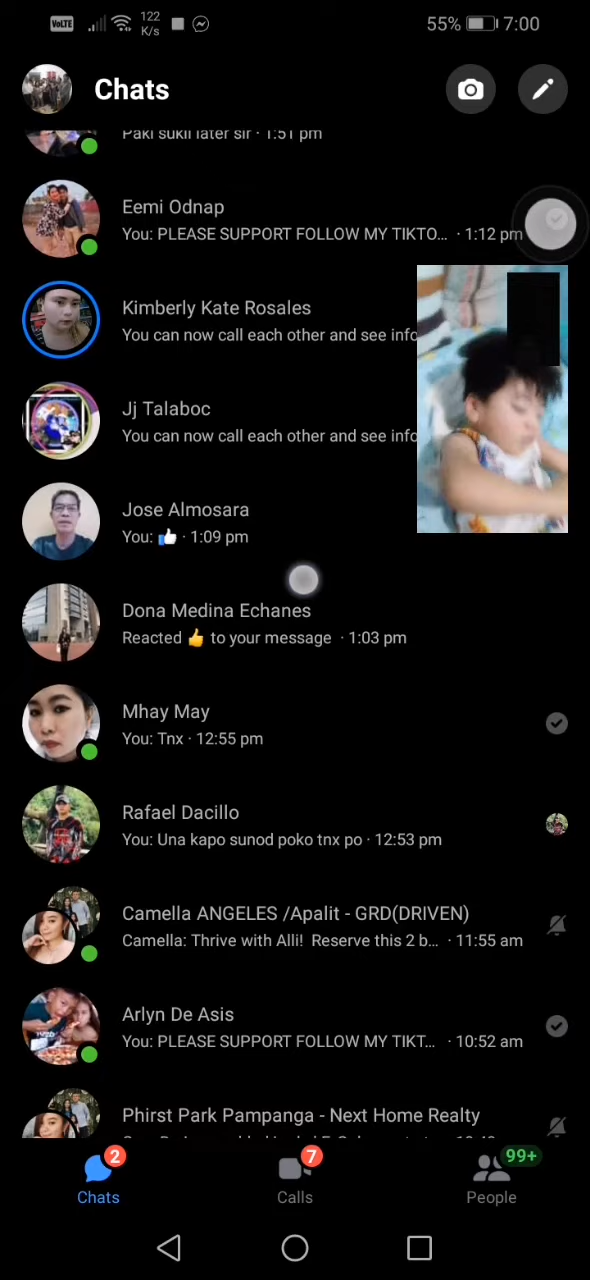 VoLTE 122 K/s 55% 7:00
Chats
Paki sukli later sir · 1:51 pm
Eemi Odnap
You: PLEASE SUPPORT FOLLOW MY TIKTO... · 1:12 pm
Kimberly Kate Rosales
You can now call each other and see info
Jj Talaboc
You can now call each other and see info
Jose Almosara
You: 👍 · 1:09 pm
Dona Medina Echanes
Reacted 👍 to your message · 1:03 pm
Mhay May
You: Tnx · 12:55 pm
Rafael Dacillo
You: Una kapo sunod poko tnx po · 12:53 pm
Camella ANGELES /Apalit - GRD(DRIVEN)
Camella: Thrive with Alli! Reserve this 2 b... · 11:55 am
Arlyn De Asis
You: PLEASE SUPPORT FOLLOW MY TIKT... · 10:52 am
Phirst Park Pampanga - Next Home Realty
2 7 99+
Chats Calls People